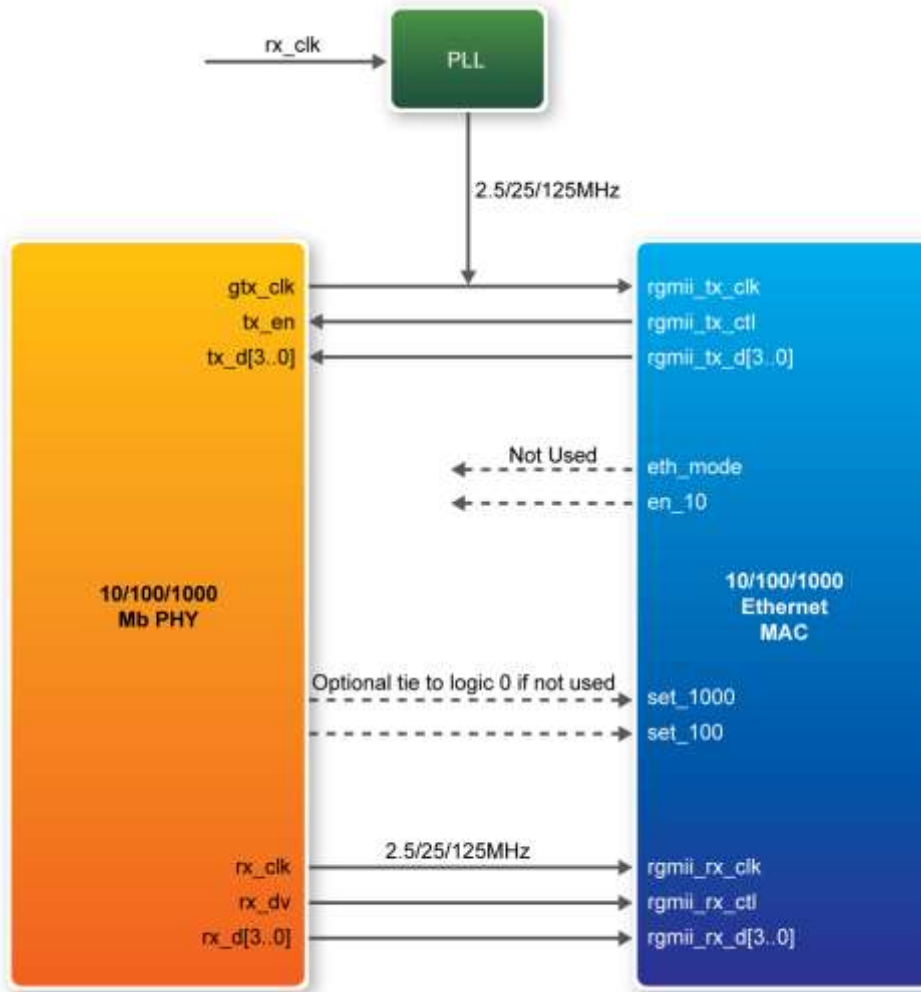 rx_clk
PLL
2.5/25/125MHz
gtx_clk
rgmii_tx_clk
tx_en
rgmii_tx_ctl
tx_d[3..0]
rgmii_tx_d[3..0]
Not Used
eth_mode
en_10
10/100/1000
Mb PHY
10/100/1000
Ethernet
MAC
Optional tie to logic 0 if not used
set_1000
set_100
2.5/25/125MHz
rx_clk
rgmii_rx_clk
rx_dv
rgmii_rx_ctl
rx_d[3..0]
rgmii_rx_d[3..0]